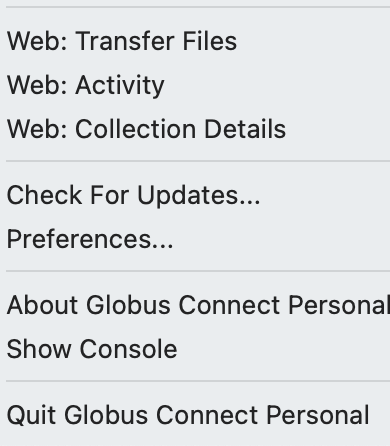 Web: Transfer Files
Web: Activity
Web: Collection Details
Check For Updates...
Preferences...
About Globus Connect Personal
Show Console
Quit Globus Connect Personal